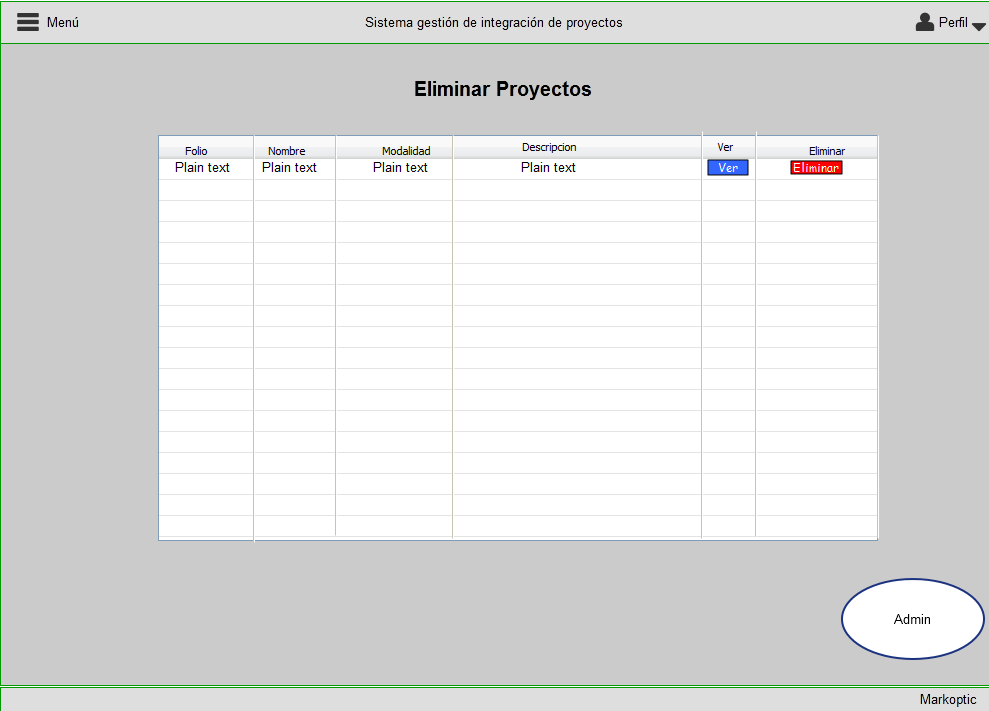 Menú Sistema gestión de integración de proyectos Perfil
Eliminar Proyectos
Folio Nombre Modalidad Descripcion Ver Eliminar
Plain text Plain text Plain text Plain text Ver Eliminar
Admin
Markoptic